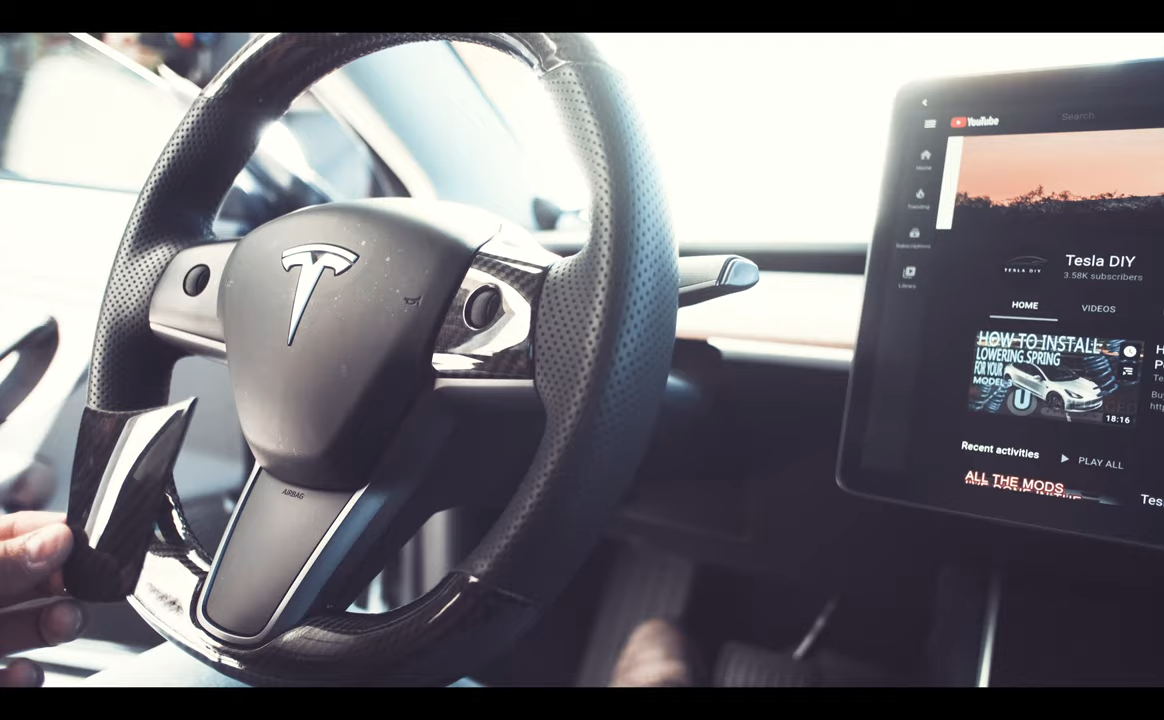 YouTube
Search
Home
Trending
Subscriptions
Library
TESLA DIY
Tesla DIY
3.58K subscribers
HOME
VIDEOS
HOW TO INSTALL
LOWERING SPRING
FOR YOUR
MODEL 3
U
18:16
Recent activities
PLAY ALL
ALL THE MODS
AIRBAG